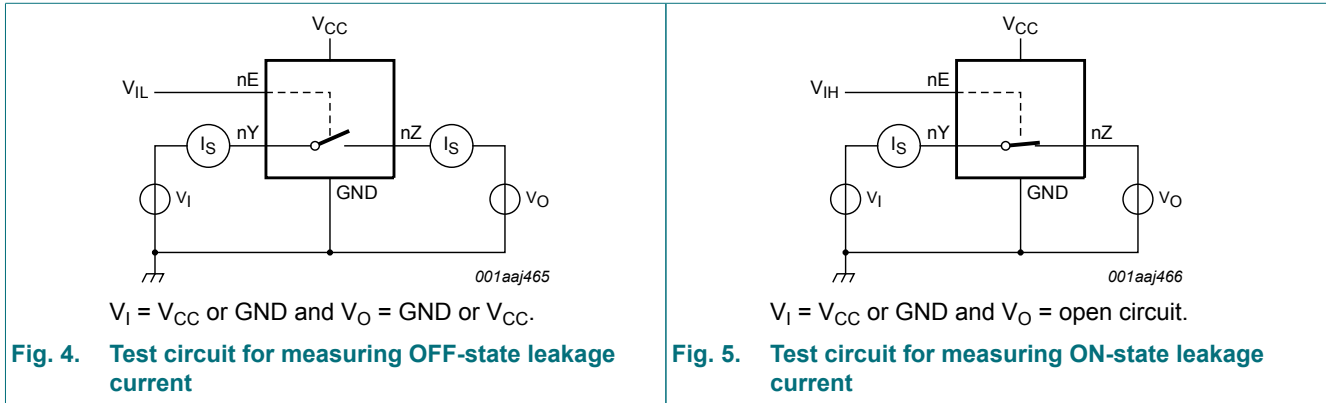 VCC
nE
VIL
nY
nZ
IS
IS
GND
VI
VO
001aaj465
VI = VCC or GND and VO = GND or VCC.
Fig. 4. Test circuit for measuring OFF-state leakage
current
VCC
nE
VIH
nY
nZ
IS
GND
VI
VO
001aaj466
VI = VCC or GND and VO = open circuit.
Fig. 5. Test circuit for measuring ON-state leakage
current